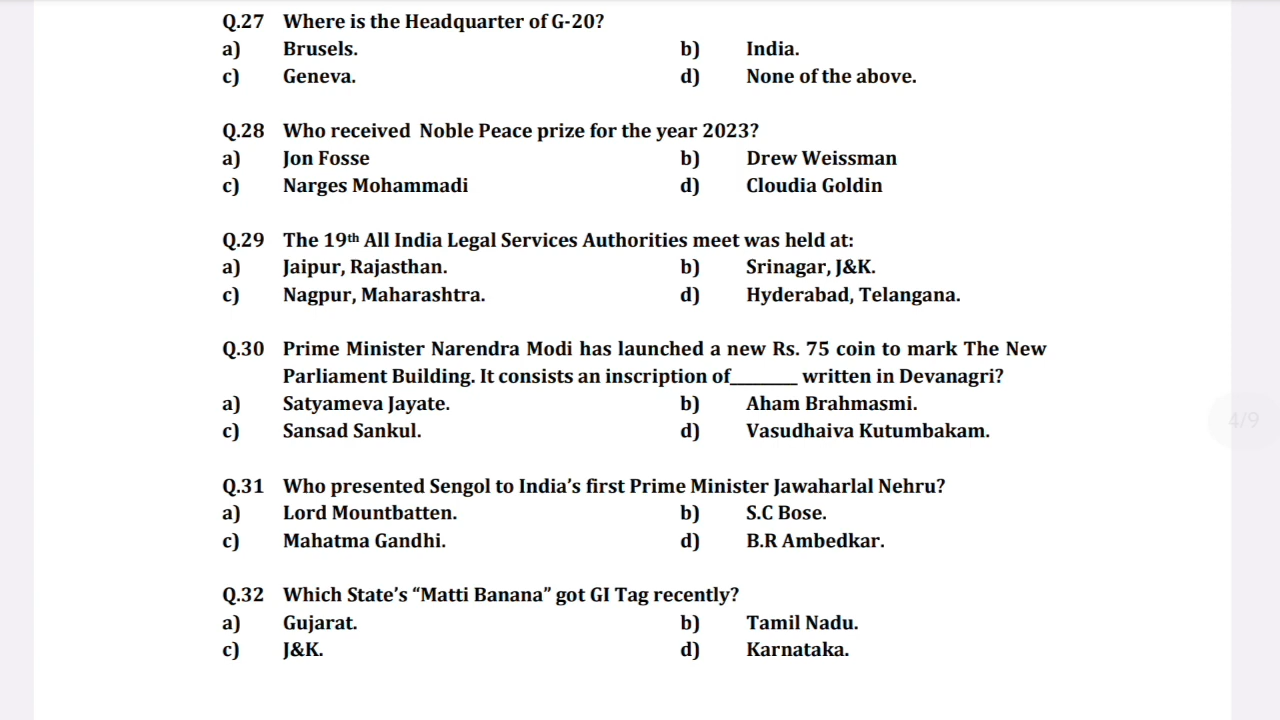 Q.27 Where is the Headquarter of G-20?
a) Brusels. b) India.
c) Geneva. d) None of the above.
Q.28 Who received Noble Peace prize for the year 2023?
a) Jon Fosse b) Drew Weissman
c) Narges Mohammadi d) Cloudia Goldin
Q.29 The 19th All India Legal Services Authorities meet was held at:
a) Jaipur, Rajasthan. b) Srinagar, J&K.
c) Nagpur, Maharashtra. d) Hyderabad, Telangana.
Q.30 Prime Minister Narendra Modi has launched a new Rs. 75 coin to mark The New
Parliament Building. It consists an inscription of_______ written in Devanagri?
a) Satyameva Jayate. b) Aham Brahmasmi.
c) Sansad Sankul. d) Vasudhaiva Kutumbakam.
Q.31 Who presented Sengol to India’s first Prime Minister Jawaharlal Nehru?
a) Lord Mountbatten. b) S.C Bose.
c) Mahatma Gandhi. d) B.R Ambedkar.
Q.32 Which State’s “Matti Banana” got GI Tag recently?
a) Gujarat. b) Tamil Nadu.
c) J&K. d) Karnataka.
4/9